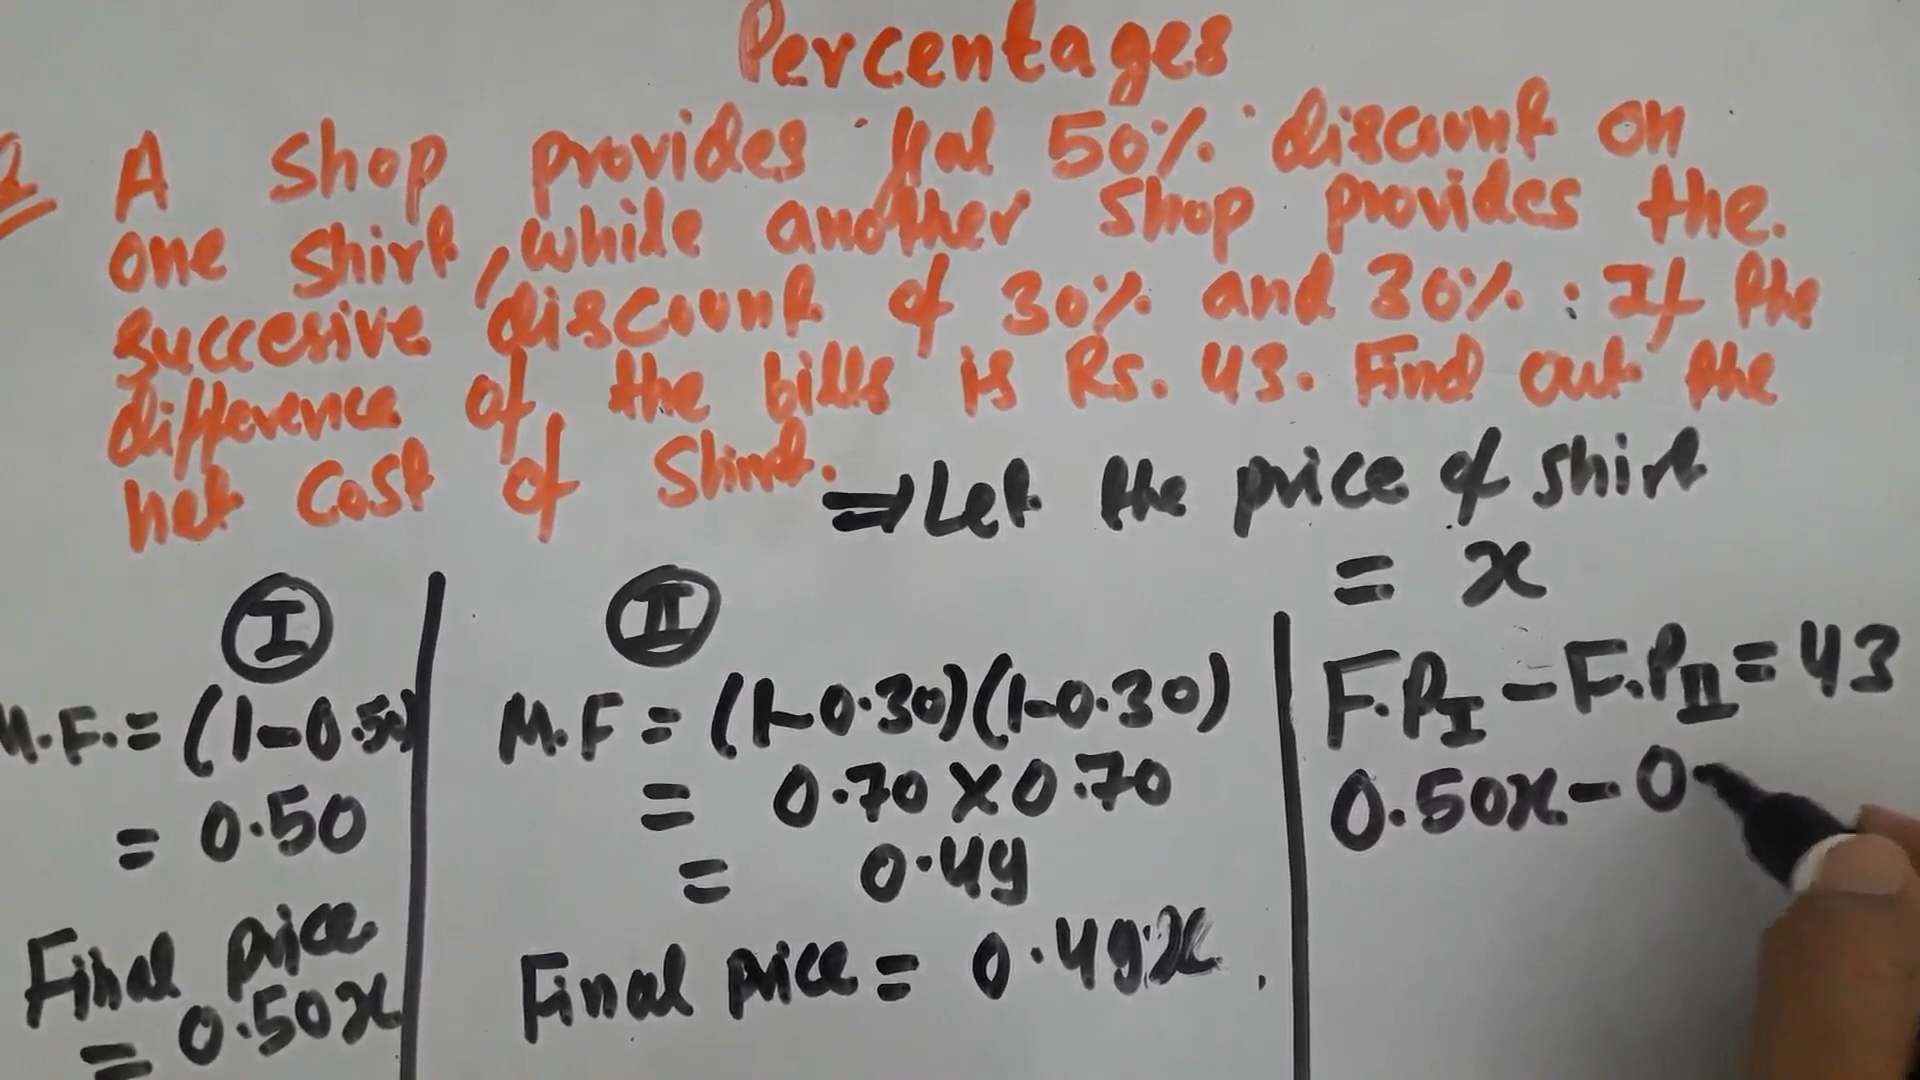 Percentages
Q A Shop provides flat 50% discount on
one Shirt, while another Shop provides the.
succesive discount of 30% and 30%: If the
difference of the bills is Rs. 43. Find out the
net cost of Shirt.
⇒ Let the price of shirt
= x
I
M.F. = (1-0.50)
= 0.50
Final price
= 0.50x
II
M.F = (1-0.30)(1-0.30)
= 0.70 x 0.70
= 0.49
Final price = 0.49x
F.P I - F.P II = 43
0.50x - 0.